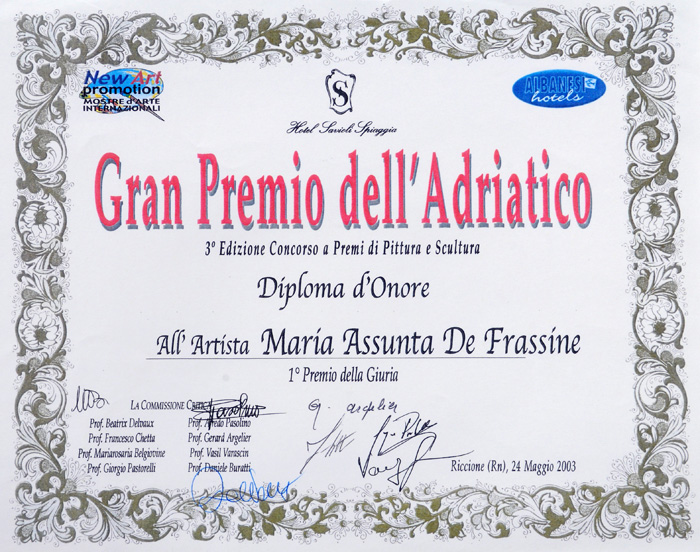 New Art
promotion
MOSTRE d'ARTE
INTERNAZIONALI
S
Hotel Savioli Spiaggia
ALBANESI
hotels
Gran Premio dell'Adriatico
3° Edizione Concorso a Premi di Pittura e Scultura
Diploma d'Onore
All' Artista Maria Assunta De Frassine
1° Premio della Giuria
LA COMMISSIONE CRITICA
Prof. Beatrix Delvaux
Prof. Alfredo Pasolino
Prof. Francesco Chetta
Prof. Gerard Argelier
Prof. Mariarosaria Belgiovine
Prof. Vasil Varascin
Prof. Giorgio Pastorelli
Prof. Daniele Buratti
G. argelier
Riccione (Rn), 24 Maggio 2003